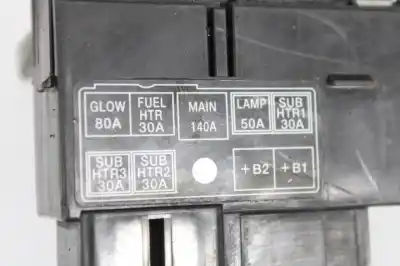 GLOW 80A
FUEL HTR 30A
MAIN 140A
LAMP 50A
SUB HTR1 30A
SUB HTR3 30A
SUB HTR2 30A
+B2
+B1